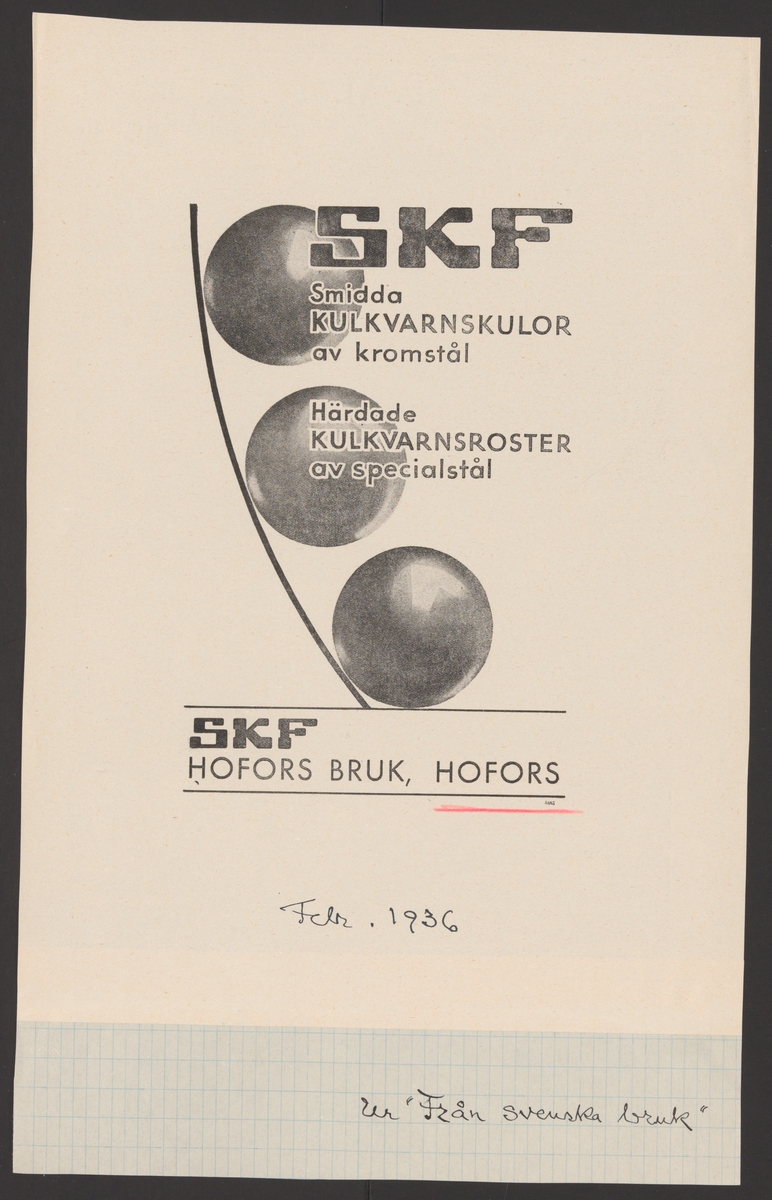 SKF
Smidda
KULKVARNSKULOR
av kromstål
Härdade
KULKVARNSROSTER
av specialstål
SKF
HOFORS BRUK, HOFORS
Febr. 1936
Ur "Från svenska bruk"